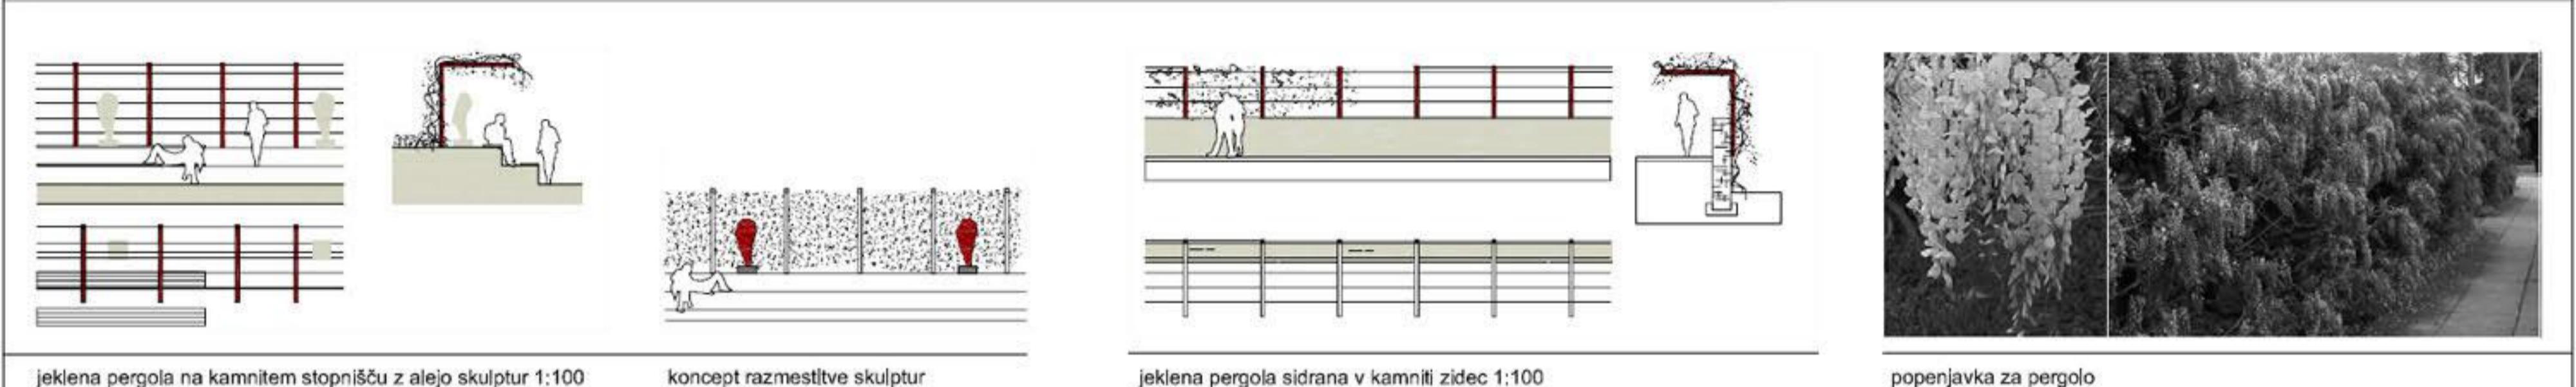 jeklena pergola na kamnitem stopnišču z alejo skulptur 1:100
koncept razmestitve skulptur
jeklena pergola sidrana v kamniti zidec 1:100
popenjavka za pergolo